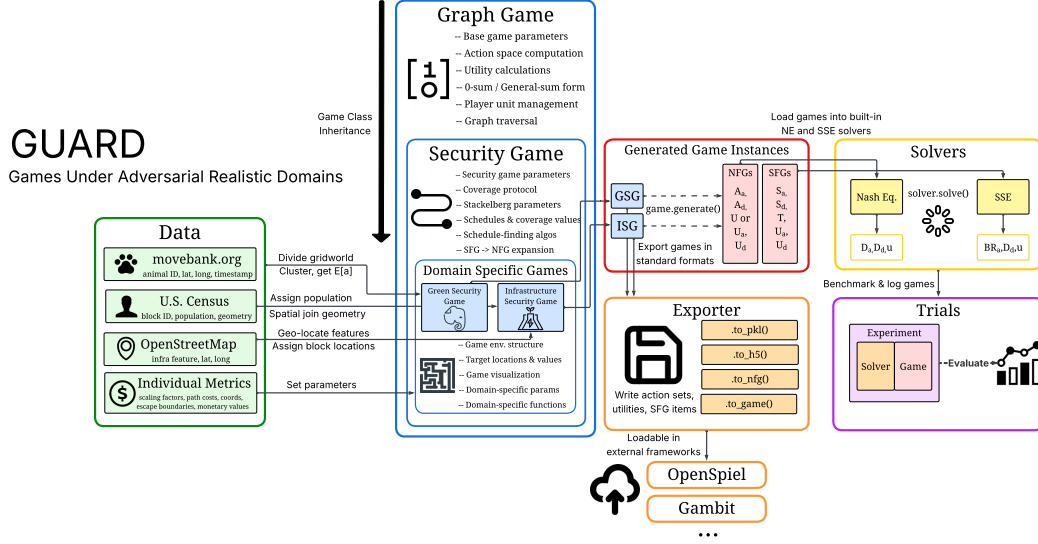 GUARD
Games Under Adversarial Realistic Domains
Game Class
Inheritance
Data
movebank.org
animal ID, lat, long, timestamp
U.S. Census
block ID, population, geometry
OpenStreetMap
infra feature, lat, long
Individual Metrics
scaling factors, path costs, coords,
escape boundaries, monetary values
Divide gridworld
Cluster, get E[a]
Assign population
Spatial join geometry
Geo-locate features
Assign block locations
Set parameters
Graph Game
-- Base game parameters
-- Action space computation
-- Utility calculations
-- 0-sum / General-sum form
-- Player unit management
-- Graph traversal
Security Game
-- Security game parameters
-- Coverage protocol
-- Stackelberg parameters
-- Schedules & coverage values
-- Schedule-finding algos
-- SFG -> NFG expansion
Domain Specific Games
Green Security
Game
Infrastructure
Security Game
-- Game env. structure
-- Target locations & values
-- Game visualization
-- Domain-specific params
-- Domain-specific functions
Generated Game Instances
GSG
ISG
game.generate()
NFGs
Aa,
Ad,
U or
Ua,
Ud
SFGs
Sa,
Sd,
T,
Ua,
Ud
Export games in
standard formats
Load games into built-in
NE and SSE solvers
Solvers
Nash Eq.
solver.solve()
SSE
Da,Dd,u
BRa,Dd,u
Benchmark & log games
Exporter
.to_pkl()
.to_h5()
.to_nfg()
.to_game()
Write action sets,
utilities, SFG items
Loadable in
external frameworks
OpenSpiel
Gambit
...
Trials
Experiment
Solver
Game
Evaluate